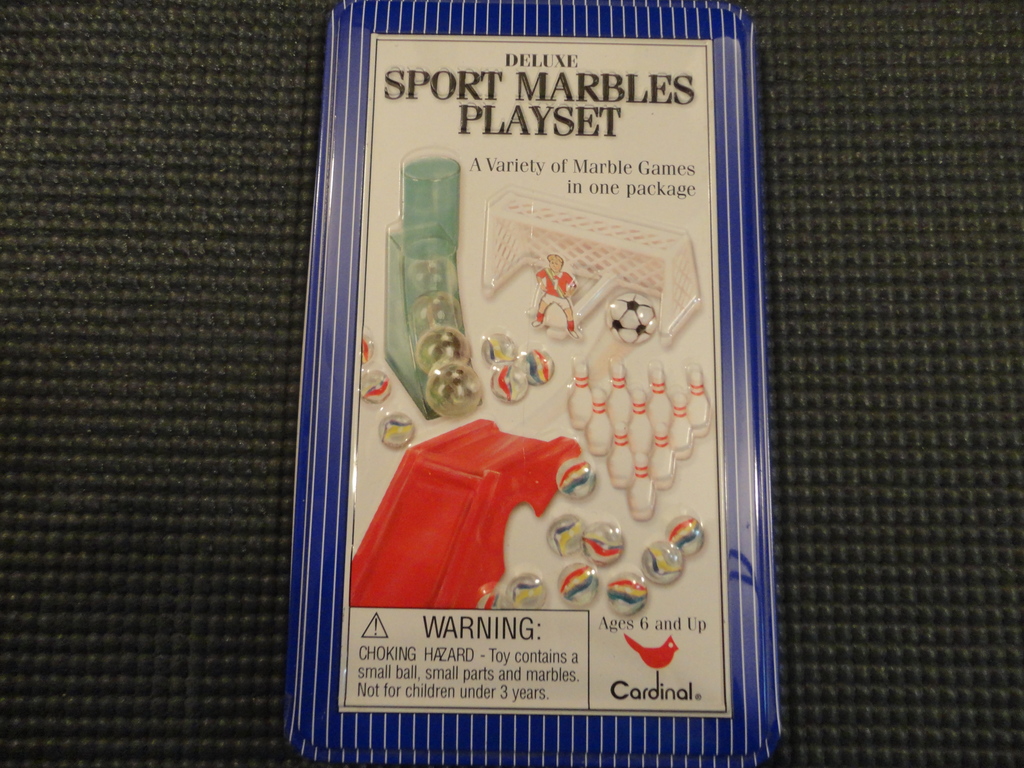 DELUXE
SPORT MARBLES
PLAYSET
A Variety of Marble Games
in one package
⚠ WARNING:
CHOKING HAZARD - Toy contains a
small ball, small parts and marbles.
Not for children under 3 years.
Ages 6 and Up
Cardinal®